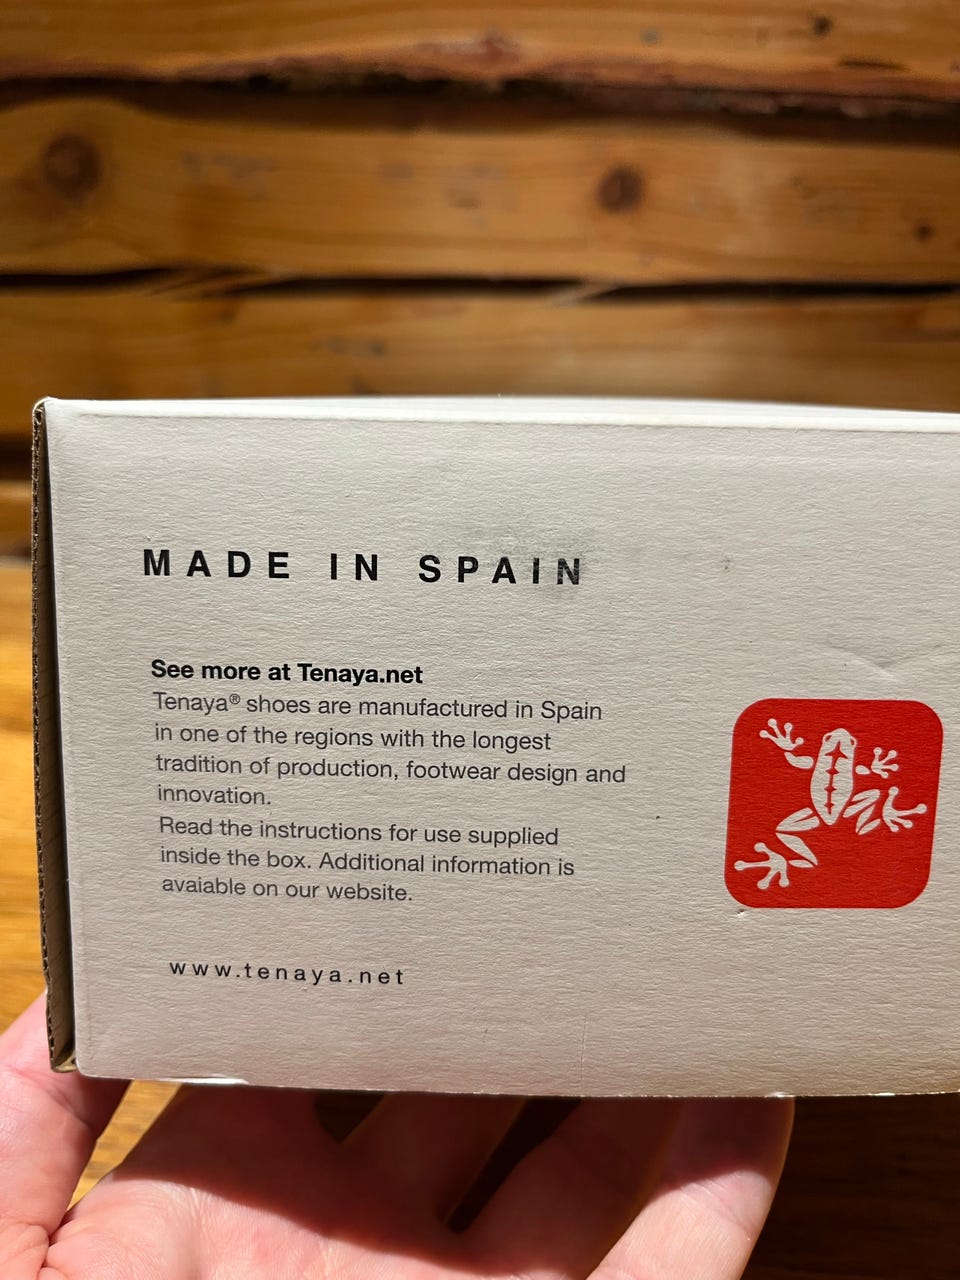 MADE IN SPAIN
See more at Tenaya.net
Tenaya® shoes are manufactured in Spain
in one of the regions with the longest
tradition of production, footwear design and
innovation.
Read the instructions for use supplied
inside the box. Additional information is
avaiable on our website.
www.tenaya.net